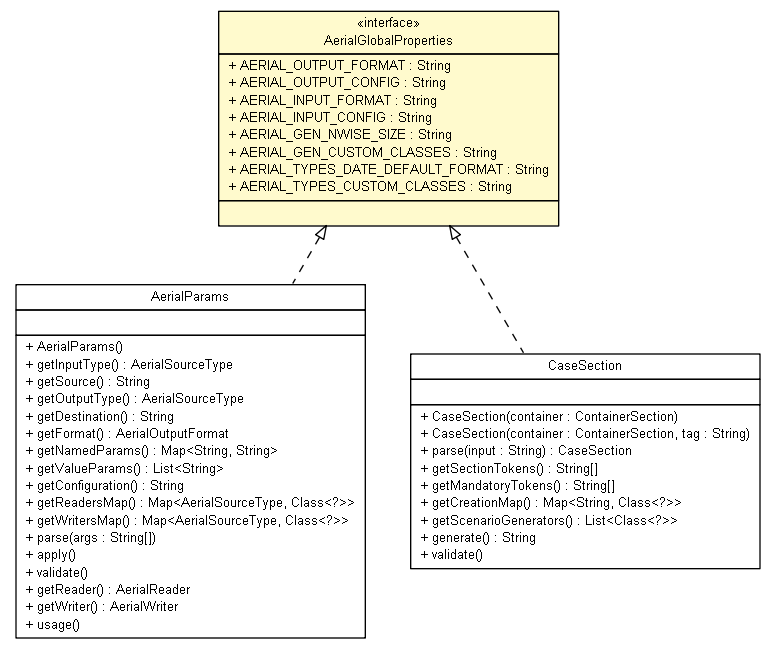 «interface»
AerialGlobalProperties
+ AERIAL_OUTPUT_FORMAT : String
+ AERIAL_OUTPUT_CONFIG : String
+ AERIAL_INPUT_FORMAT : String
+ AERIAL_INPUT_CONFIG : String
+ AERIAL_GEN_NWISE_SIZE : String
+ AERIAL_GEN_CUSTOM_CLASSES : String
+ AERIAL_TYPES_DATE_DEFAULT_FORMAT : String
+ AERIAL_TYPES_CUSTOM_CLASSES : String
AerialParams
+ AerialParams()
+ getInputType() : AerialSourceType
+ getSource() : String
+ getOutputType() : AerialSourceType
+ getDestination() : String
+ getFormat() : AerialOutputFormat
+ getNamedParams() : Map<String, String>
+ getValueParams() : List<String>
+ getConfiguration() : String
+ getReadersMap() : Map<AerialSourceType, Class<?>>
+ getWritersMap() : Map<AerialSourceType, Class<?>>
+ parse(args : String[])
+ apply()
+ validate()
+ getReader() : AerialReader
+ getWriter() : AerialWriter
+ usage()
CaseSection
+ CaseSection(container : ContainerSection)
+ CaseSection(container : ContainerSection, tag : String)
+ parse(input : String) : CaseSection
+ getSectionTokens() : String[]
+ getMandatoryTokens() : String[]
+ getCreationMap() : Map<String, Class<?>>
+ getScenarioGenerators() : List<Class<?>>
+ generate() : String
+ validate()